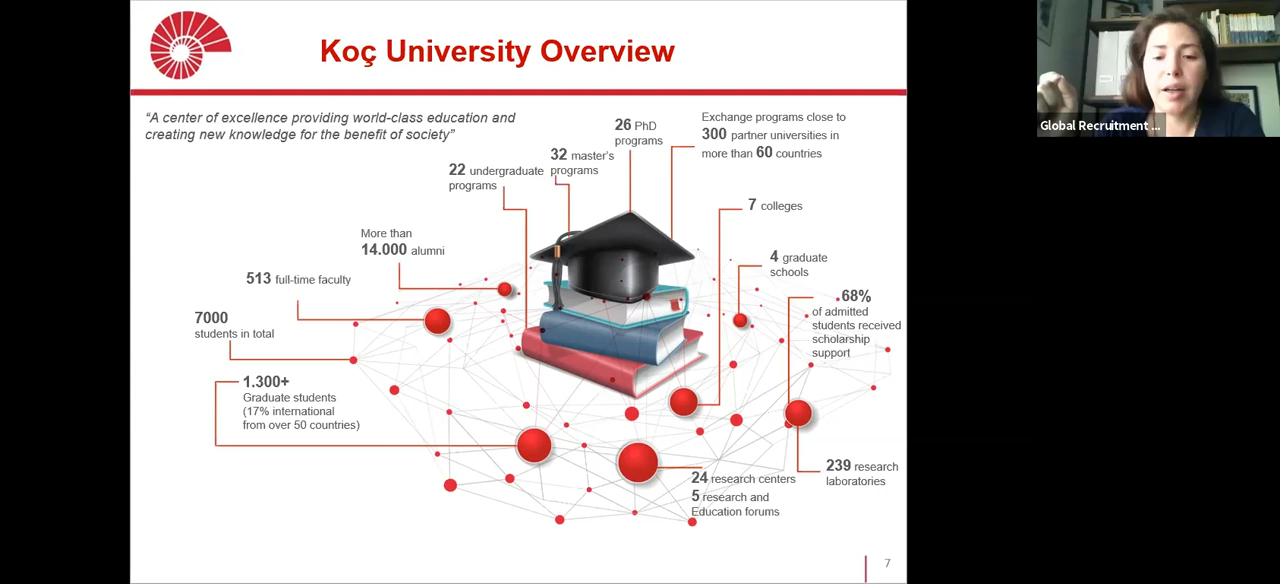 Koç University Overview
“A center of excellence providing world-class education and
creating new knowledge for the benefit of society”
26 PhD
programs
Exchange programs close to
300 partner universities in
more than 60 countries
32 master’s
programs
22 undergraduate
programs
7 colleges
More than
14.000 alumni
4 graduate
schools
513 full-time faculty
68%
of admitted
students received
scholarship
support
7000
students in total
1.300+
Graduate students
(17% international
from over 50 countries)
239 research
laboratories
24 research centers
5 research and
Education forums
7
Global Recruitment ...